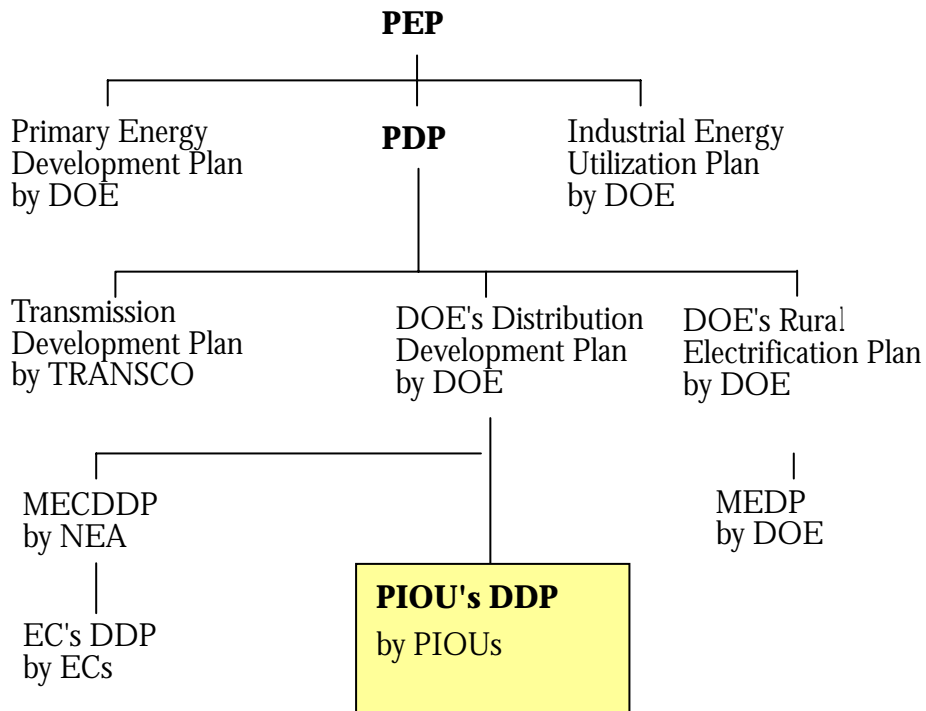 PEP
Primary Energy
Development Plan
by DOE
PDP
Industrial Energy
Utilization Plan
by DOE
Transmission
Development Plan
by TRANSCO
DOE's Distribution
Development Plan
by DOE
DOE's Rural
Electrification Plan
by DOE
MECDDP
by NEA
MEDP
by DOE
EC's DDP
by ECs
PIOU's DDP
by PIOUs